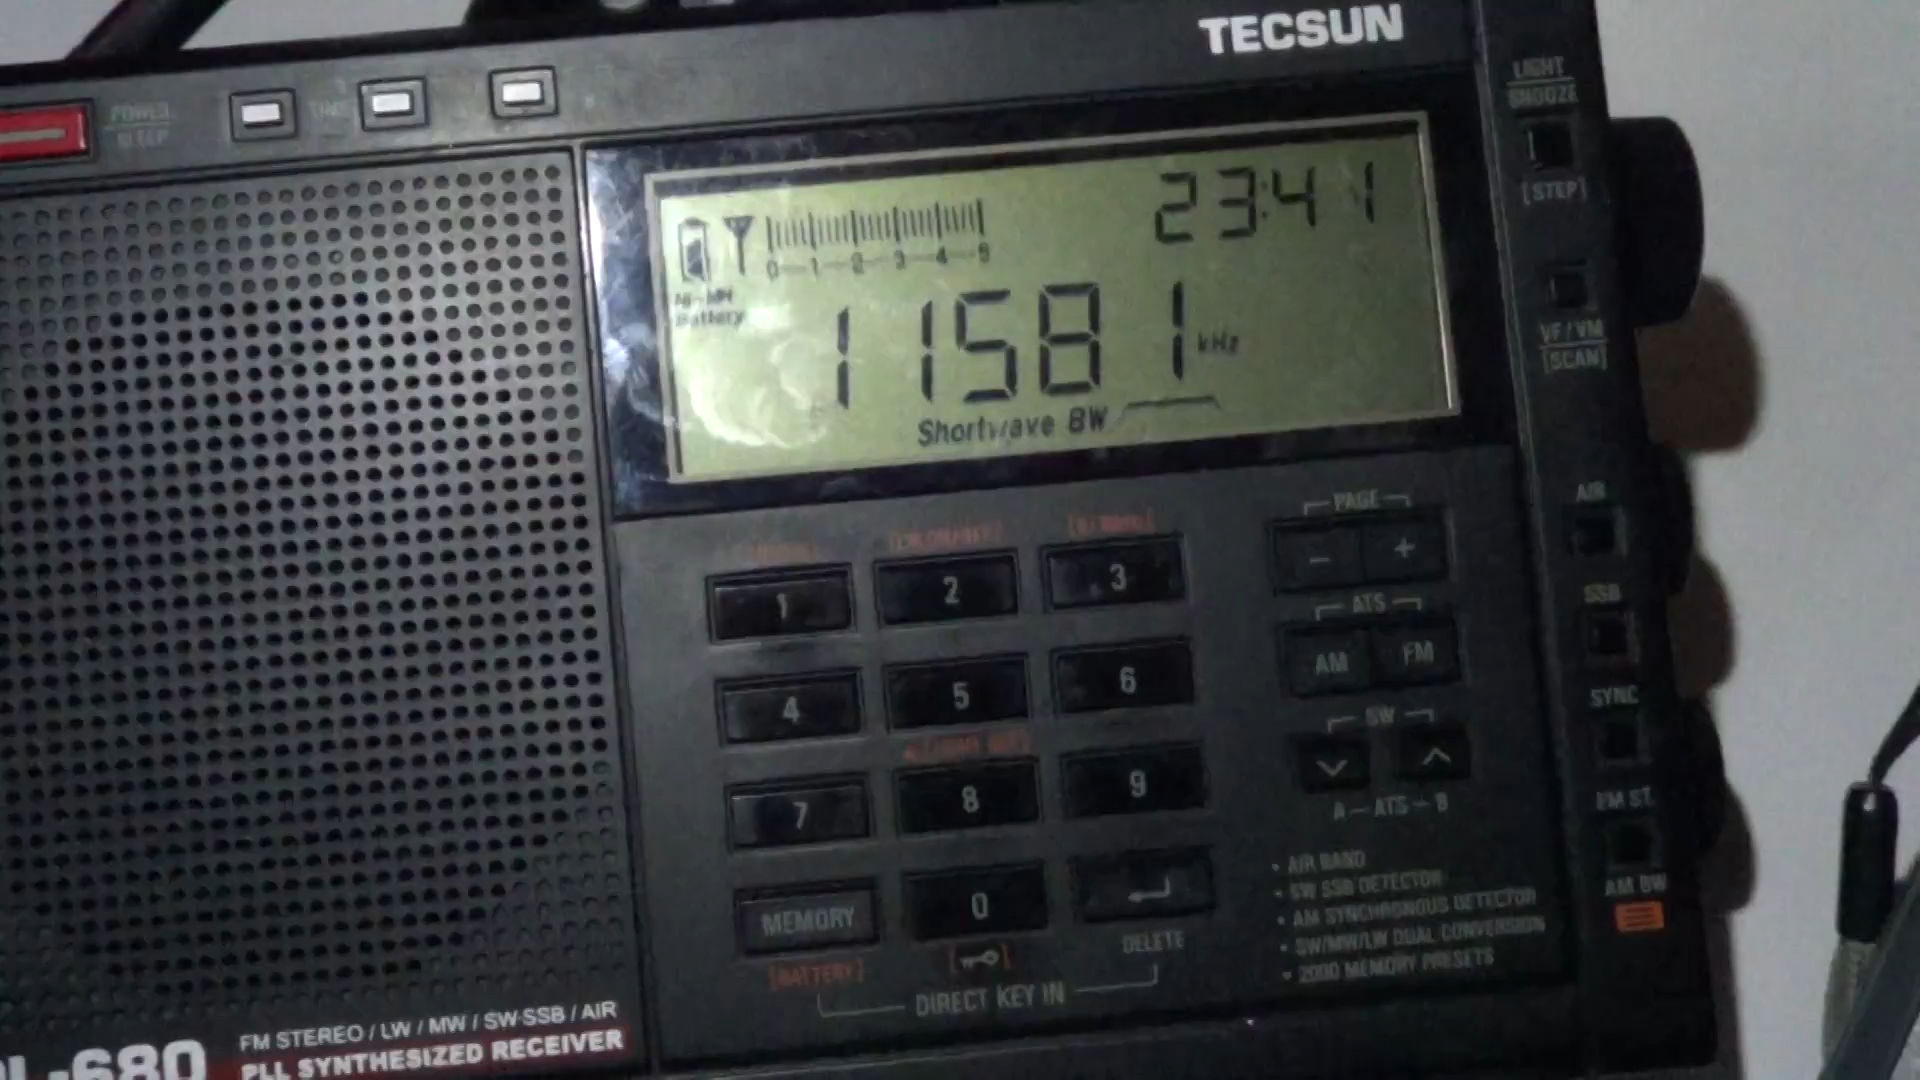 TECSUN
POWER
SLEEP
TIME
LIGHT
SNOOZE
[STEP]
23:41
0-1-2-3-4-5
Ni-MH
Battery
11581 kHz
Shortwave BW
VF/VM
[SCAN]
PAGE
- +
ATS
AM FM
SW
A-ATS-B
AIR
SSB
SYNC
FM ST.
AM BW
1 2 3
4 5 6
7 8 9
MEMORY 0
[BATTERY]
DELETE
DIRECT KEY IN
• AIR BAND
• SW SSB DETECTOR
• AM SYNCHRONOUS DETECTOR
• SW/MW/LW DUAL CONVERSION
• 2000 MEMORY PRESETS
-680
FM STEREO / LW / MW / SW-SSB / AIR
PLL SYNTHESIZED RECEIVER